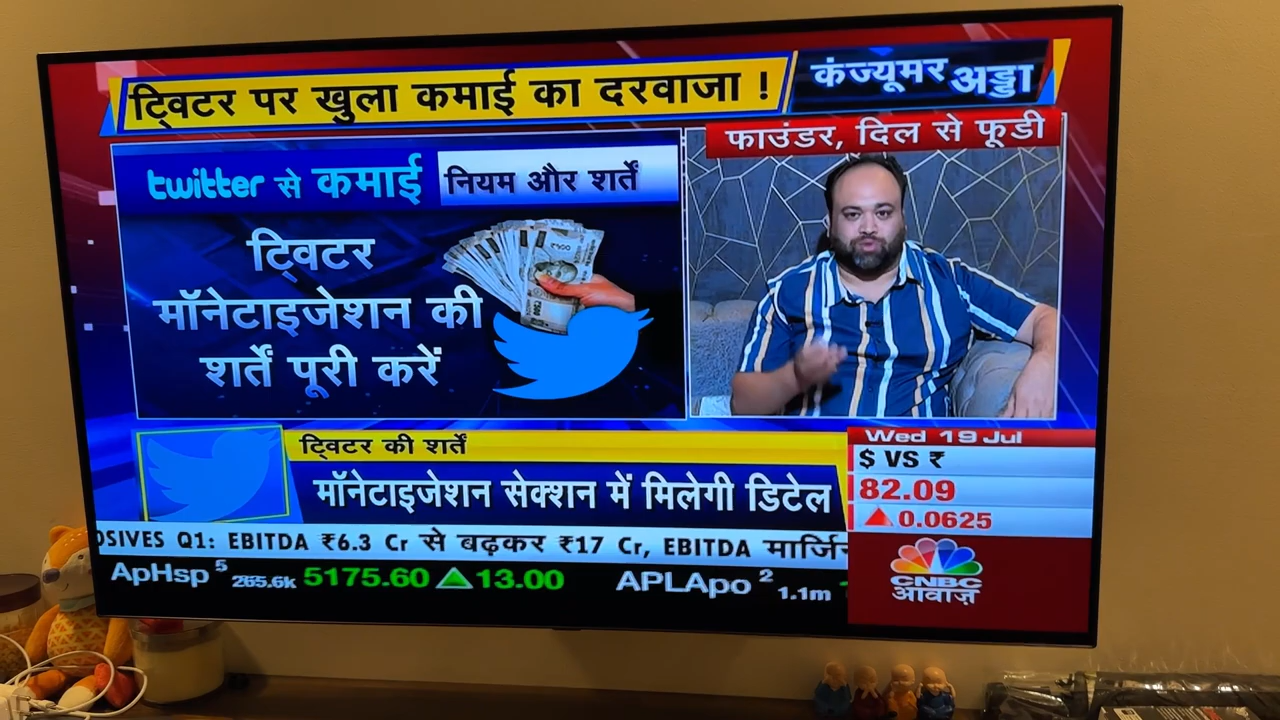 ट्विटर पर खुला कमाई का दरवाजा !
कंज्यूमर अड्डा
फाउंडर, दिल से फूडी
twitter से कमाई
नियम और शर्तें
ट्विटर
मॉनेटाइजेशन की
शर्तें पूरी करें
ट्विटर की शर्तें
मॉनेटाइजेशन सेक्शन में मिलेगी डिटेल
Wed 19 Jul
$ VS ₹
82.09
0.0625
OSIVES Q1: EBITDA ₹6.3 Cr से बढ़कर ₹17 Cr, EBITDA मार्जिन
ApHsp 5 265.6k 5175.60 13.00 APLApo 2 1.1m
CNBC
आवाज़